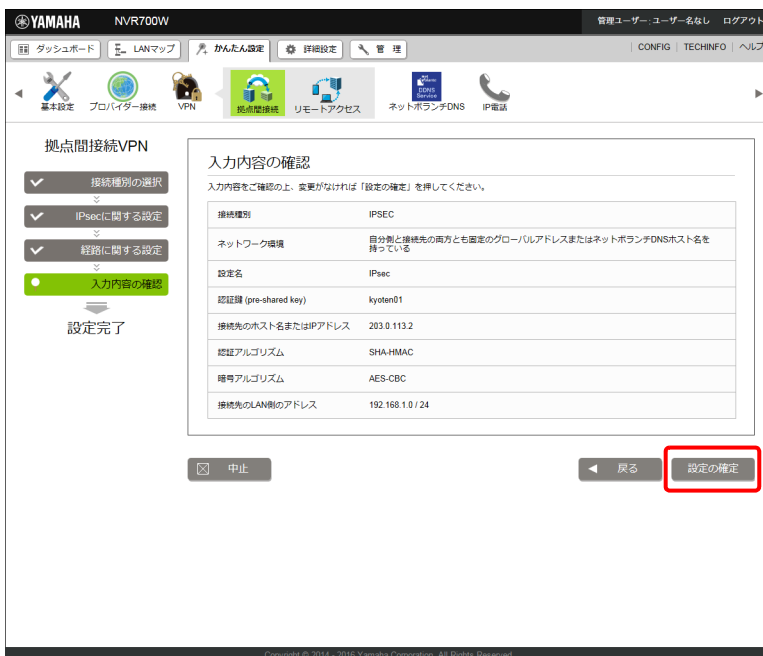 YAMAHA NVR700W 管理ユーザー:ユーザー名なし ログアウト
ダッシュボード LANマップ かんたん設定 詳細設定 管 理 CONFIG TECHINFO ヘルプ
基本設定 プロバイダー接続 VPN 拠点間接続 リモートアクセス DDNS Service ネットボランチDNS IP電話
拠点間接続VPN
接続種別の選択
IPsecに関する設定
経路に関する設定
入力内容の確認
設定完了
入力内容の確認
入力内容をご確認の上、変更がなければ「設定の確定」を押してください。
接続種別 IPSEC
ネットワーク環境 自分側と接続先の両方とも固定のグローバルアドレスまたはネットボランチDNSホスト名を
持っている
設定名 IPsec
認証鍵 (pre-shared key) kyoten01
接続先のホスト名またはIPアドレス 203.0.113.2
認証アルゴリズム SHA-HMAC
暗号アルゴリズム AES-CBC
接続先のLAN側のアドレス 192.168.1.0 / 24
中止 戻る 設定の確定
Copyright © 2014 - 2016 Yamaha Corporation. All Rights Reserved.